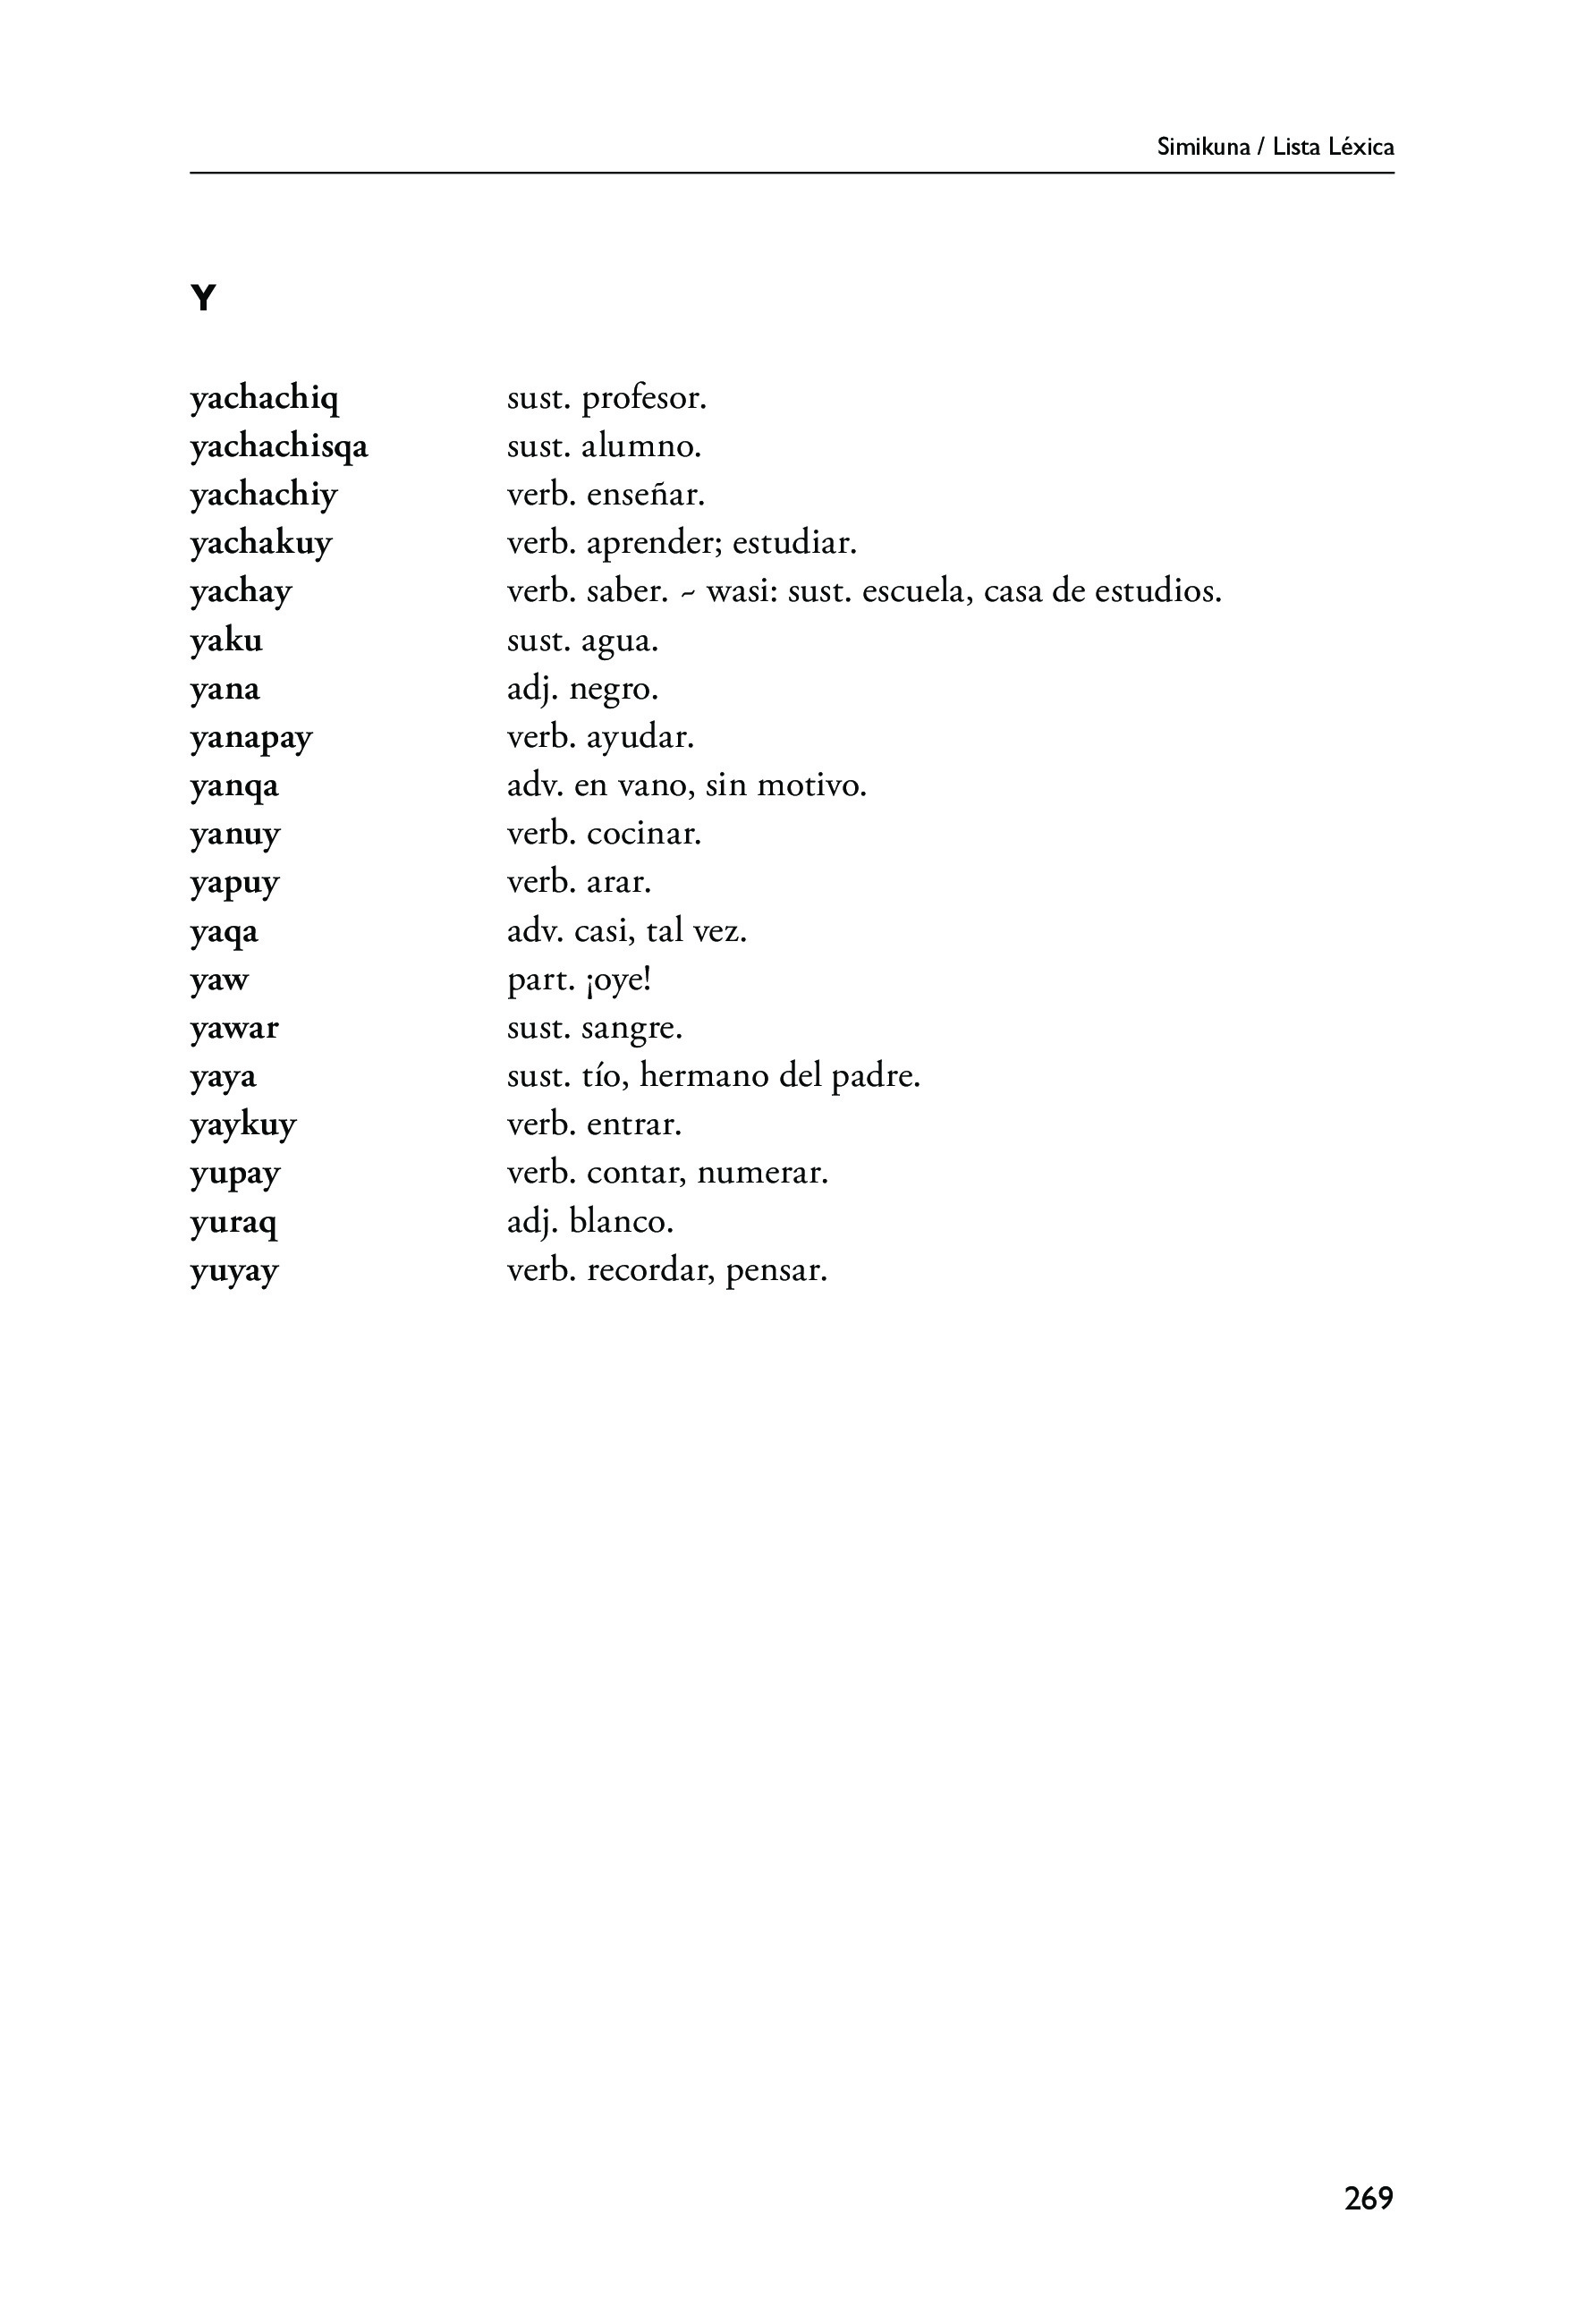 Simikuna / Lista Léxica
Y
yachachiq sust. profesor.
yachachisqa sust. alumno.
yachachiy verb. enseñar.
yachakuy verb. aprender; estudiar.
yachay verb. saber. ~ wasi: sust. escuela, casa de estudios.
yaku sust. agua.
yana adj. negro.
yanapay verb. ayudar.
yanqa adv. en vano, sin motivo.
yanuy verb. cocinar.
yapuy verb. arar.
yaqa adv. casi, tal vez.
yaw part. ¡oye!
yawar sust. sangre.
yaya sust. tío, hermano del padre.
yaykuy verb. entrar.
yupay verb. contar, numerar.
yuraq adj. blanco.
yuyay verb. recordar, pensar.
269